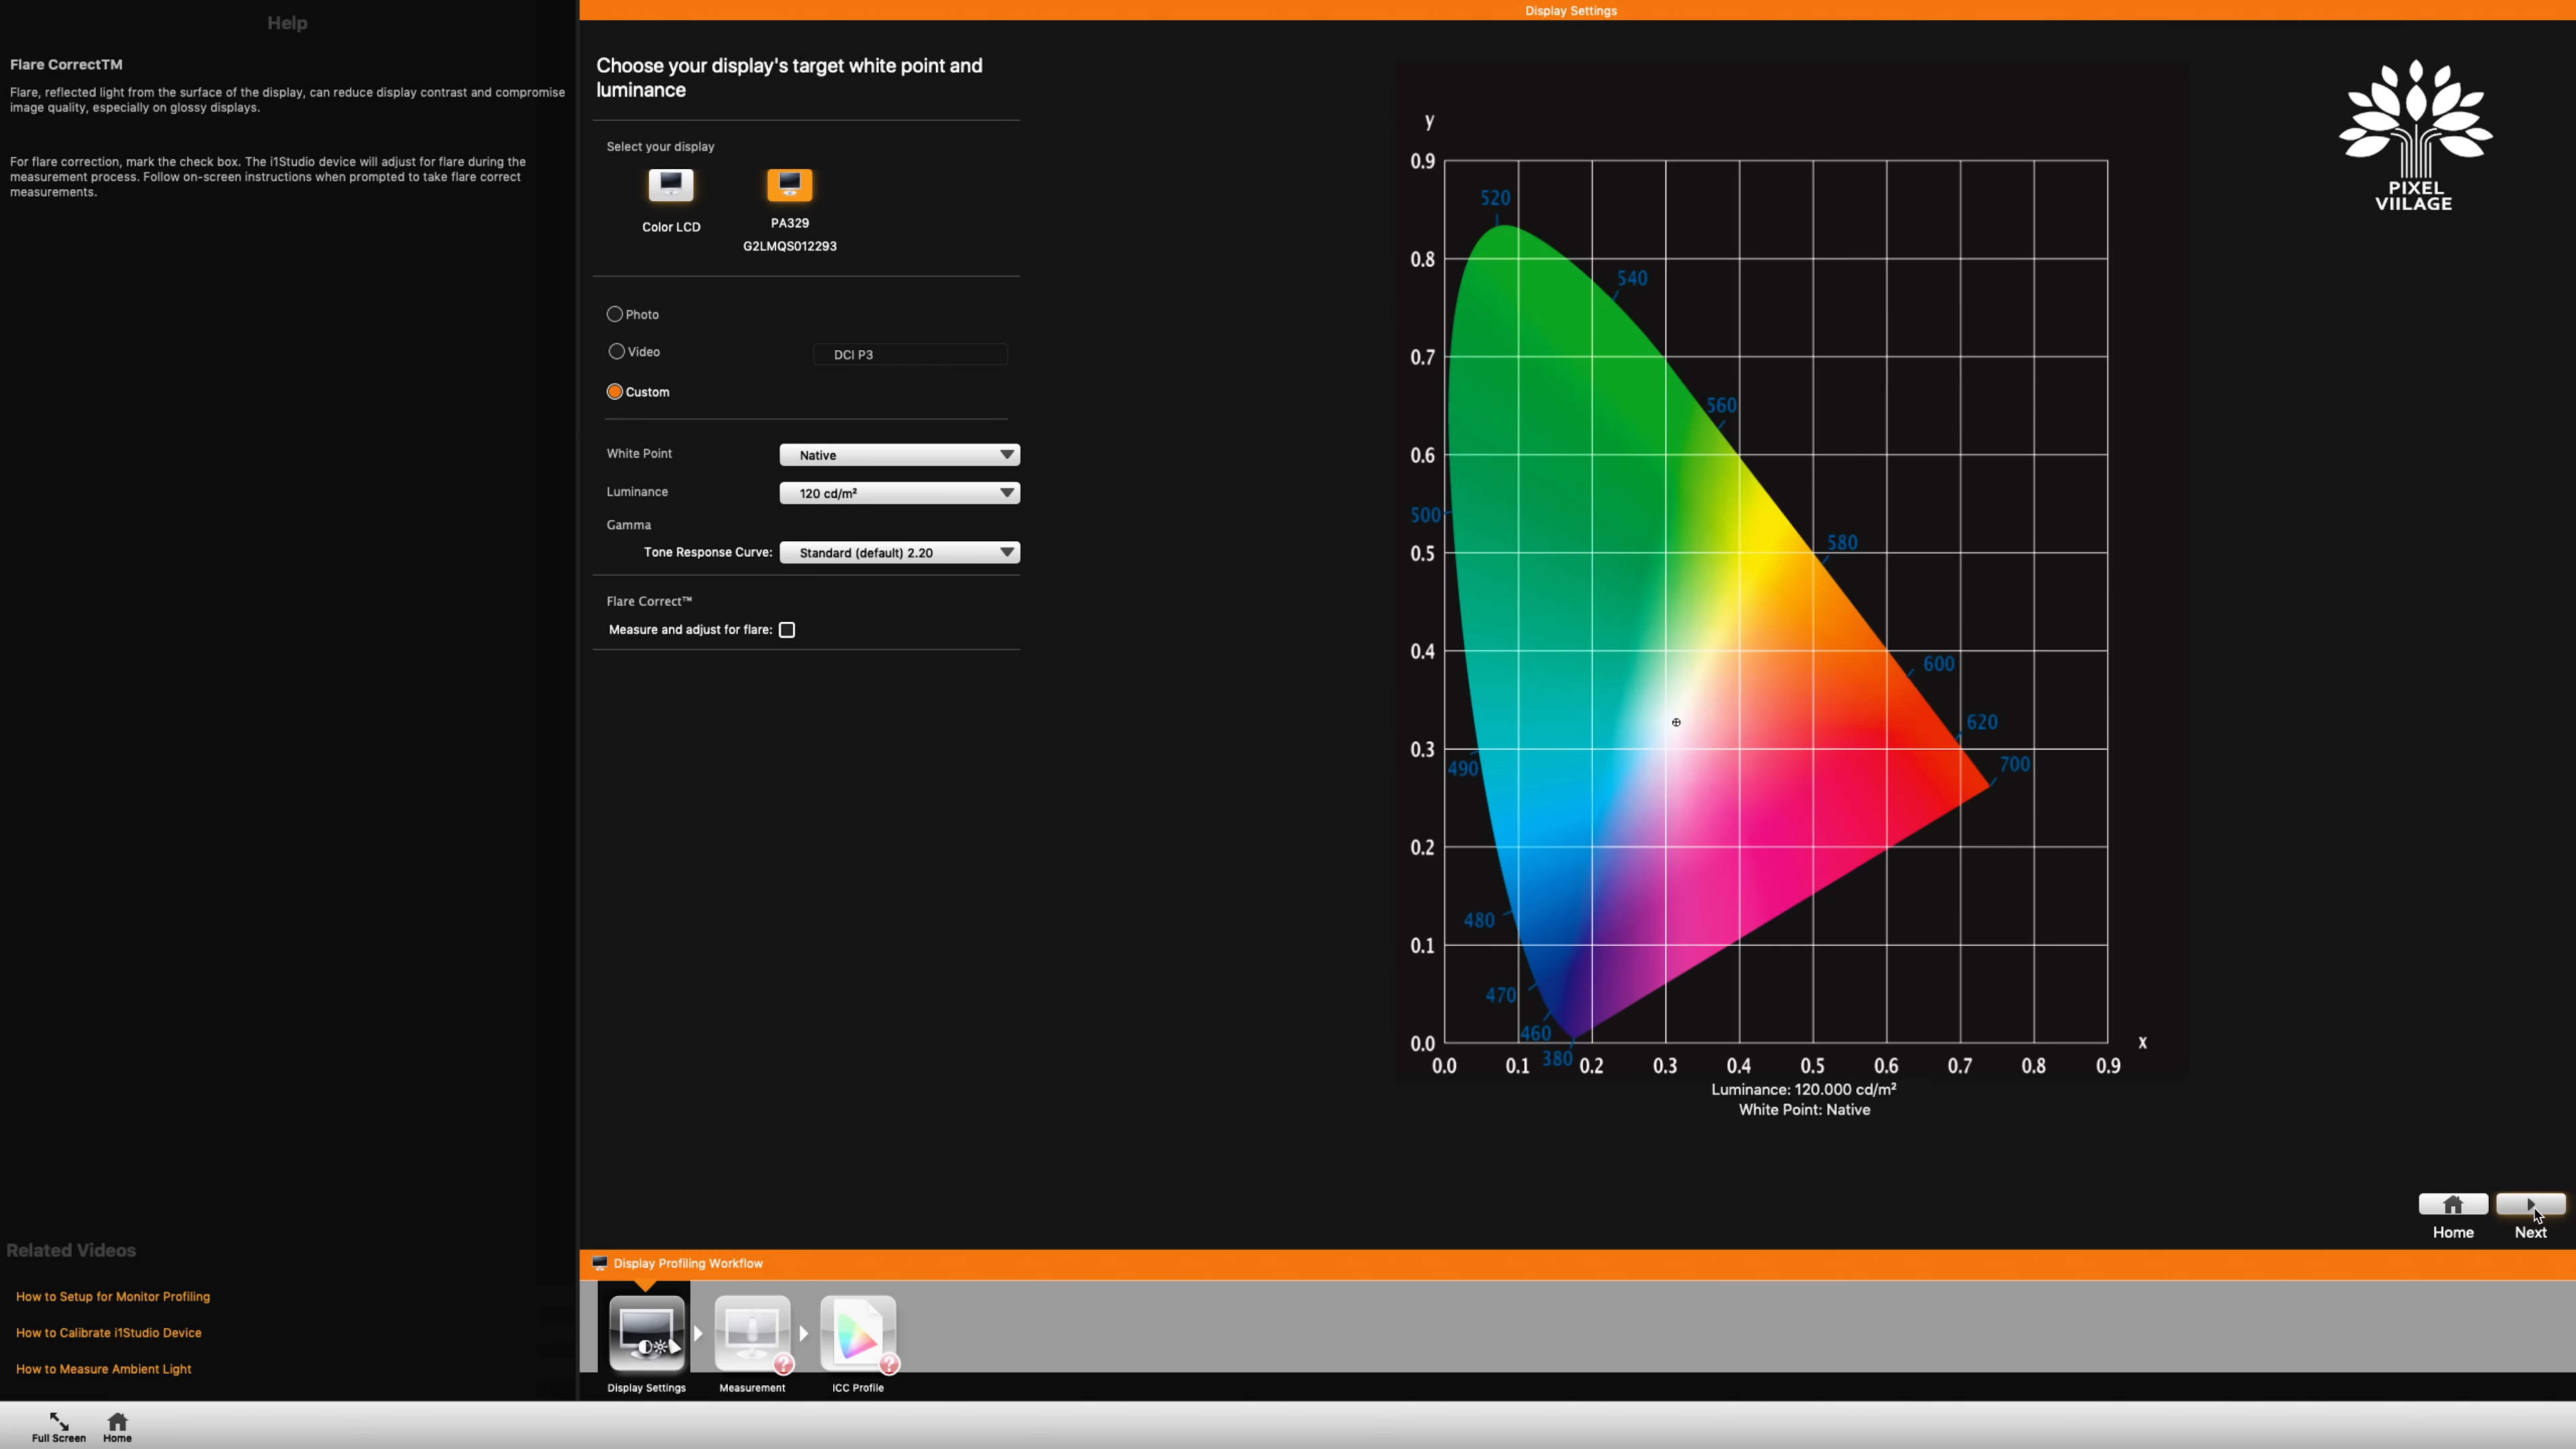 Help
Flare CorrectTM
Flare, reflected light from the surface of the display, can reduce display contrast and compromise
image quality, especially on glossy displays.
For flare correction, mark the check box. The i1Studio device will adjust for flare during the
measurement process. Follow on-screen instructions when prompted to take flare correct
measurements.
Related Videos
How to Setup for Monitor Profiling
How to Calibrate i1Studio Device
How to Measure Ambient Light
Full Screen
Home
Display Settings
Choose your display's target white point and
luminance
Select your display
Color LCD
PA329
G2LMQS012293
Photo
Video
DCI P3
Custom
White Point
Native
Luminance
120 cd/m²
Gamma
Tone Response Curve:
Standard (default) 2.20
Flare Correct™
Measure and adjust for flare:
y
0.9
0.8
0.7
0.6
0.5
0.4
0.3
0.2
0.1
0.0
520
540
560
500
580
600
620
490
700
480
470
460
380
0.0 0.1 0.2 0.3 0.4 0.5 0.6 0.7 0.8 0.9
x
Luminance: 120.000 cd/m²
White Point: Native
PIXEL
VIILAGE
Home
Next
Display Profiling Workflow
?
?
Display Settings
Measurement
ICC Profile